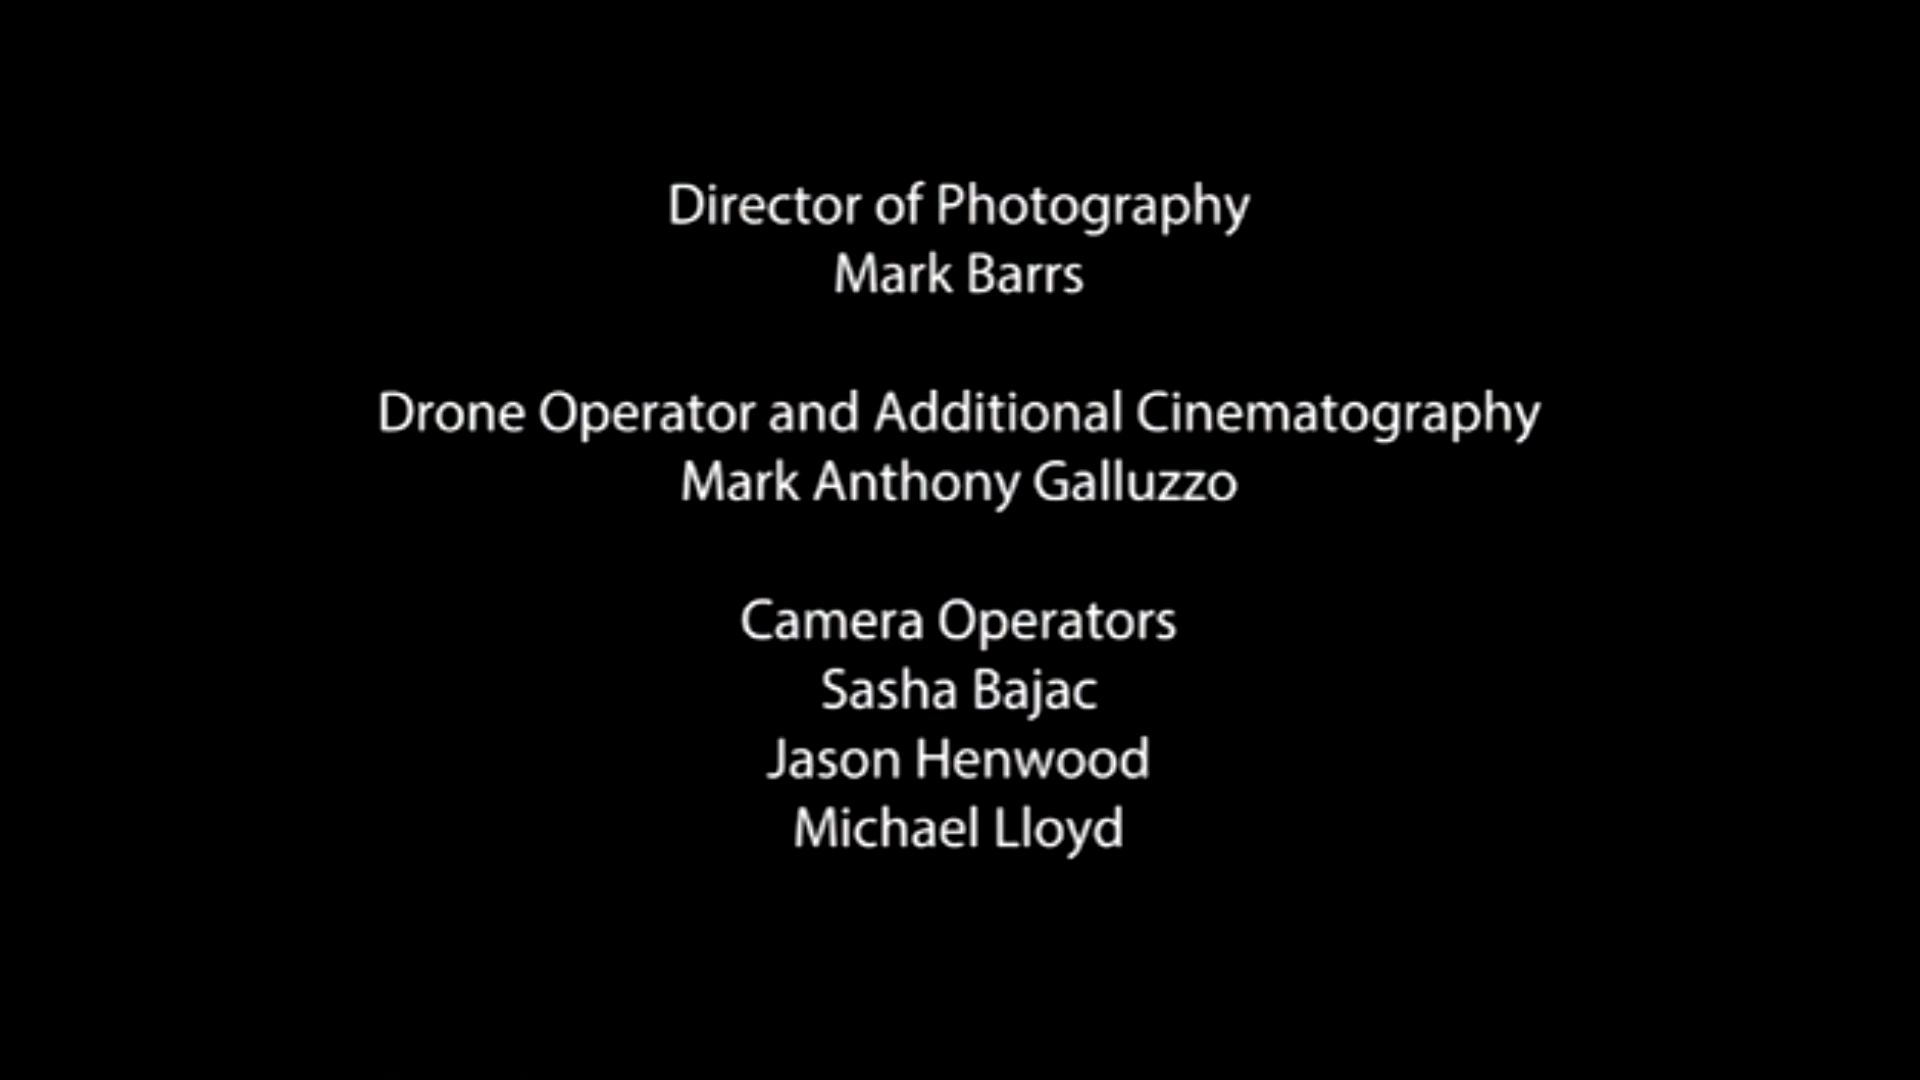 Director of Photography
Mark Barrs
Drone Operator and Additional Cinematography
Mark Anthony Galluzzo
Camera Operators
Sasha Bajac
Jason Henwood
Michael Lloyd